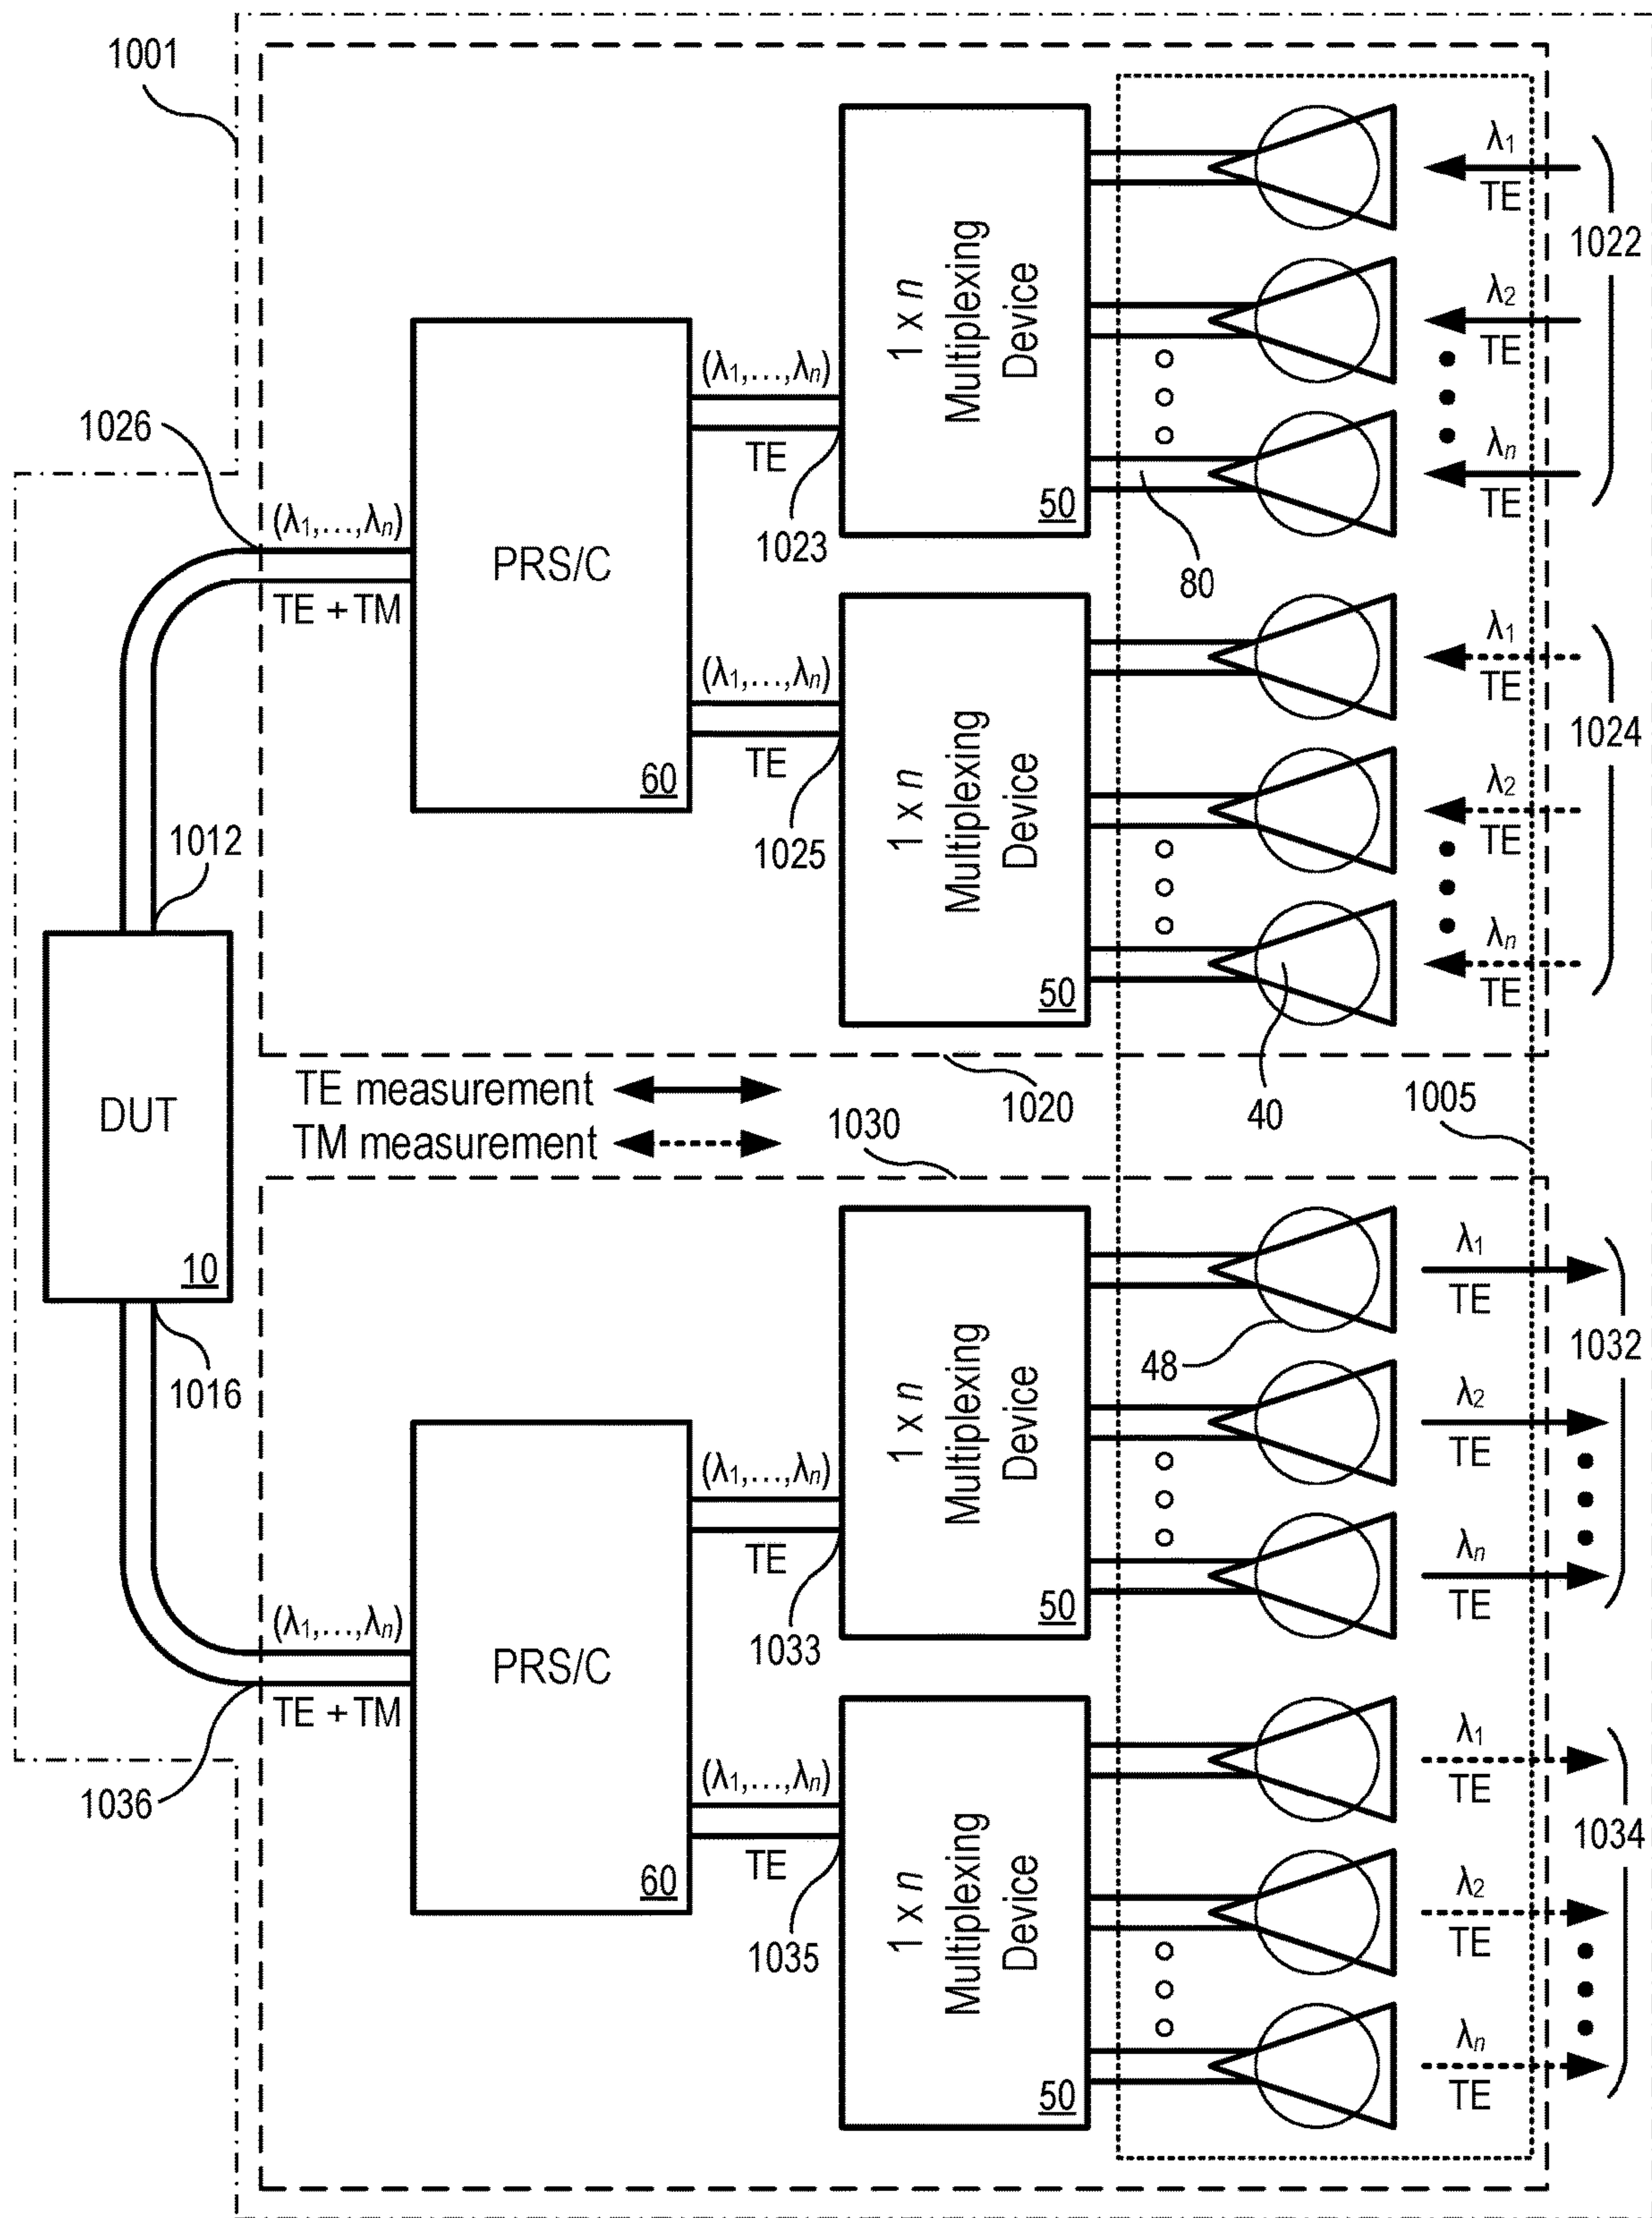 1001
λ1
TE
1022
λ2
TE
λn
TE
1 x n
Multiplexing
Device
50
80
(λ1,...,λn)
TE
1023
1026
(λ1,...,λn)
TE + TM
PRS/C
60
(λ1,...,λn)
TE
1025
1 x n
Multiplexing
Device
50
λ1
TE
1024
λ2
TE
λn
TE
1012
DUT
10
1016
TE measurement
TM measurement
1020
1030
40
1005
λ1
TE
1032
48
λ2
TE
λn
TE
1 x n
Multiplexing
Device
50
(λ1,...,λn)
TE
1033
(λ1,...,λn)
TE + TM
1036
PRS/C
60
(λ1,...,λn)
TE
1035
1 x n
Multiplexing
Device
50
λ1
TE
1034
λ2
TE
λn
TE